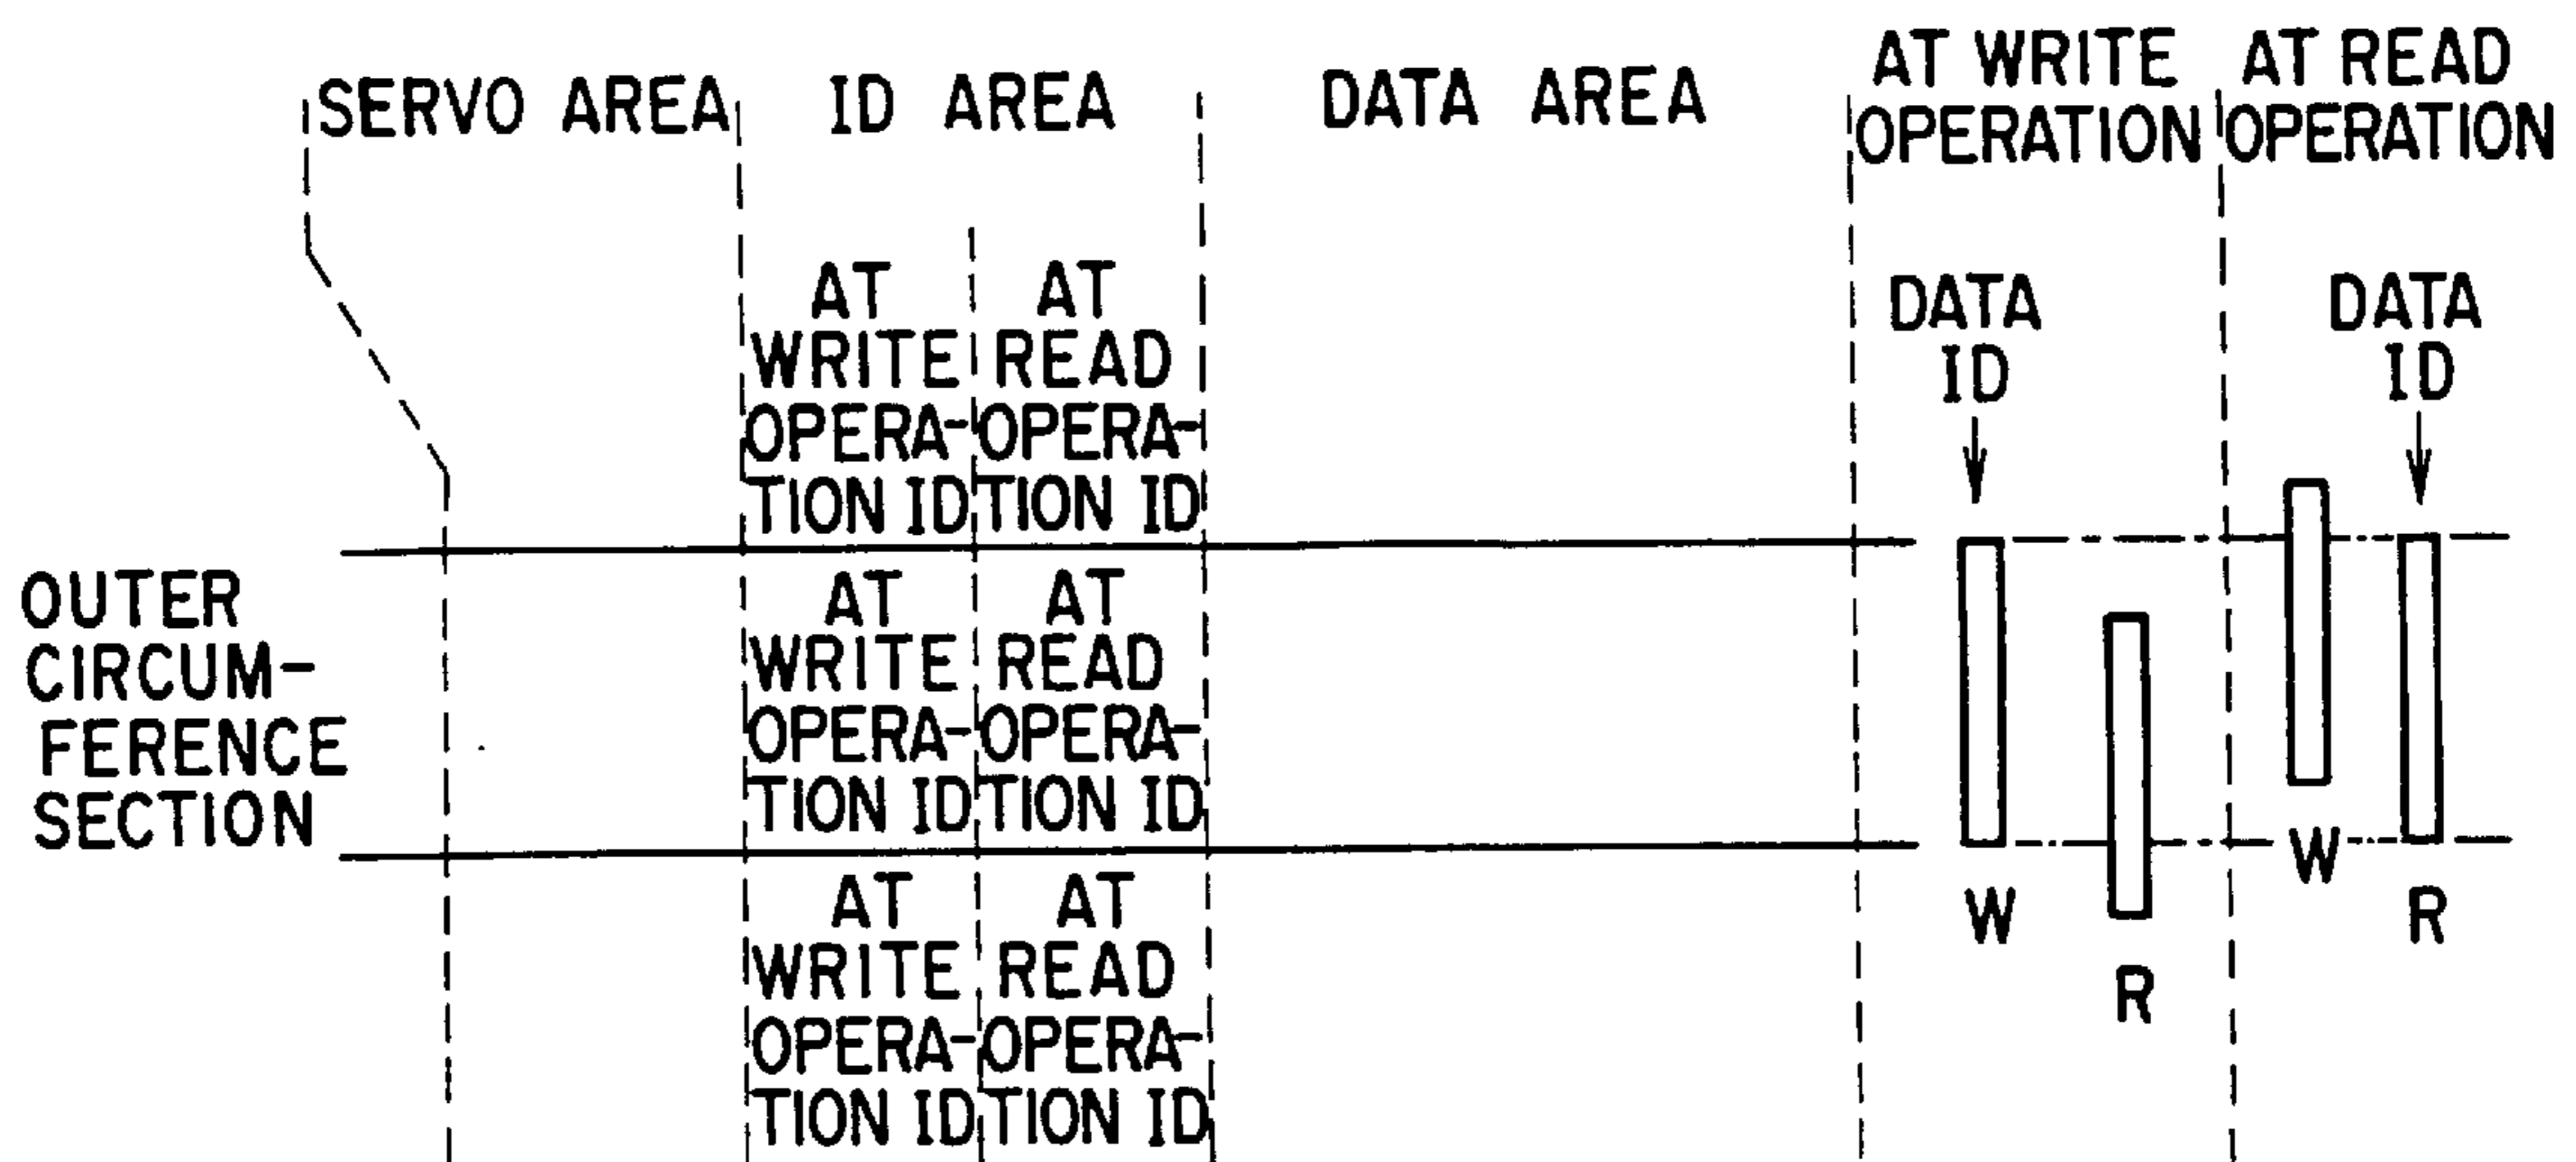 SERVO AREA
ID AREA
DATA AREA
AT WRITE
OPERATION
AT READ
OPERATION
AT
WRITE
OPERA-
TION ID
AT
READ
OPERA-
TION ID
DATA
ID
DATA
ID
OUTER
CIRCUM-
FERENCE
SECTION
AT
WRITE
OPERA-
TION ID
AT
READ
OPERA-
TION ID
W
R
W
R
AT
WRITE
OPERA-
TION ID
AT
READ
OPERA-
TION ID